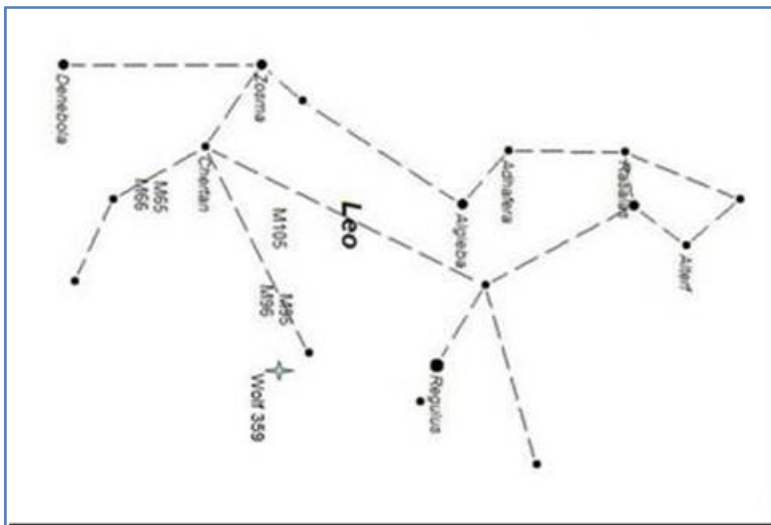 Denebola
Zosma
Chertan
M65
M66
M105
Leo
M95
M96
Wolf 359
Algieba
Adhafera
Rasalas
Alterf
Regulus